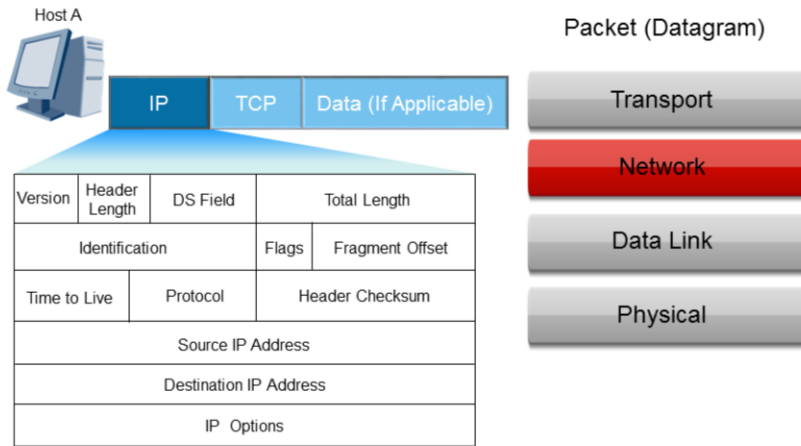 Host A
Packet (Datagram)
IP TCP Data (If Applicable)
Transport
Network
Data Link
Physical
Version Header Length DS Field Total Length
Identification Flags Fragment Offset
Time to Live Protocol Header Checksum
Source IP Address
Destination IP Address
IP Options